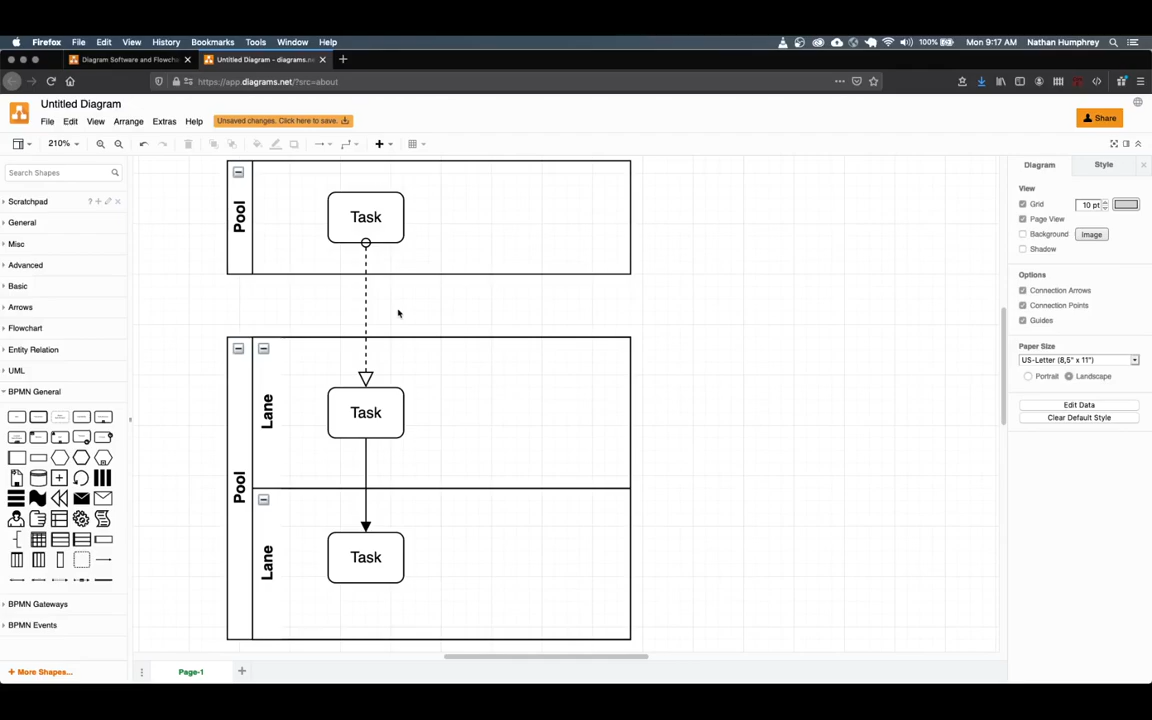 Firefox File Edit View History Bookmarks Tools Window Help 100% Mon 9:17 AM Nathan Humphrey
Diagram Software and Flowcha
Untitled Diagram - diagrams.ne
https://app.diagrams.net/?src=about
Untitled Diagram
File Edit View Arrange Extras Help Unsaved changes. Click here to save.
Share
210%
Search Shapes
Scratchpad
General
Misc
Advanced
Basic
Arrows
Flowchart
Entity Relation
UML
BPMN General
BPMN Gateways
BPMN Events
+ More Shapes...
Pool
Task
Pool
Lane
Task
Lane
Task
Page-1
Diagram Style
View
Grid 10 pt
Page View
Background Image
Shadow
Options
Connection Arrows
Connection Points
Guides
Paper Size
US-Letter (8,5" x 11")
Portrait Landscape
Edit Data
Clear Default Style